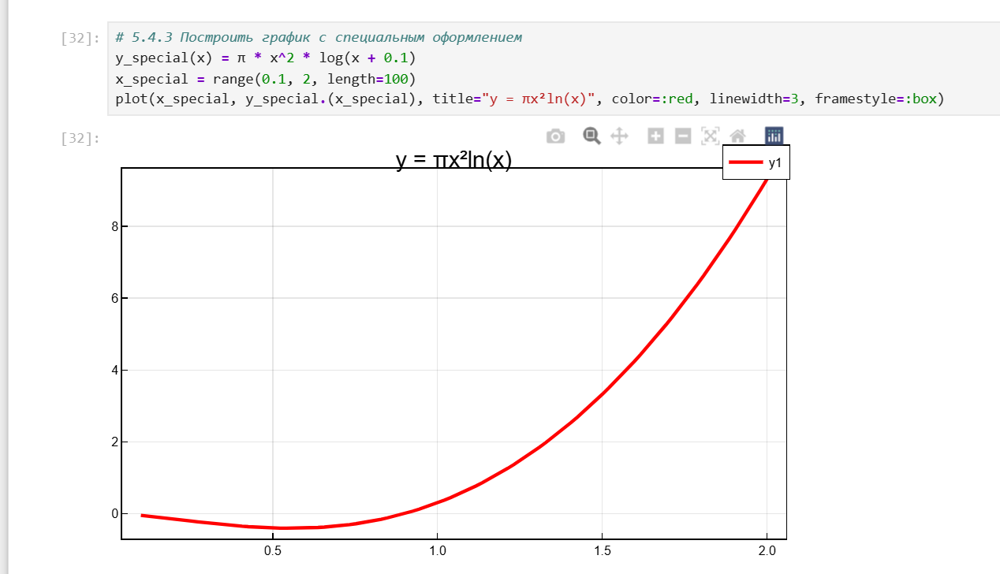 [32]: # 5.4.3 Построить график с специальным оформлением
y_special(x) = π * x^2 * log(x + 0.1)
x_special = range(0.1, 2, length=100)
plot(x_special, y_special.(x_special), title="y = πx²ln(x)", color=:red, linewidth=3, framestyle=:box)
[32]:
y = πx²ln(x)
y1
8
6
4
2
0
0.5 1.0 1.5 2.0